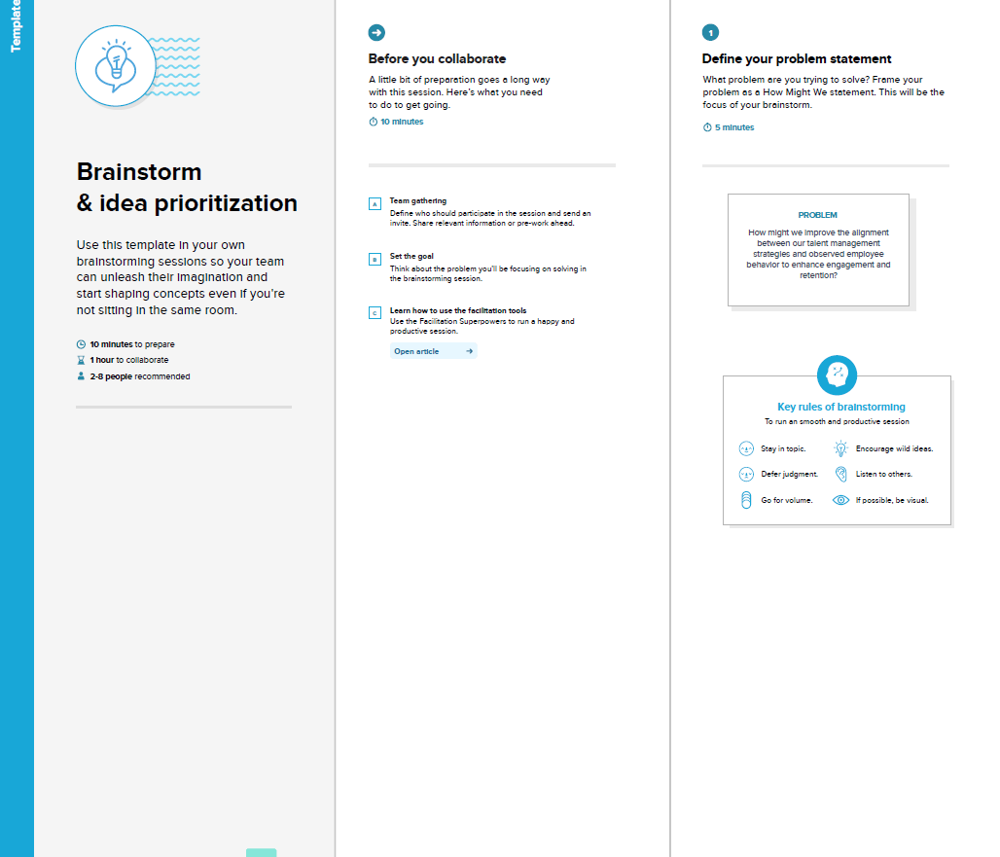 Template
Brainstorm
& idea prioritization
Use this template in your own
brainstorming sessions so your team
can unleash their imagination and
start shaping concepts even if you're
not sitting in the same room.
10 minutes to prepare
1 hour to collaborate
2-8 people recommended
Before you collaborate
A little bit of preparation goes a long way
with this session. Here's what you need
to do to get going.
10 minutes
A
Team gathering
Define who should participate in the session and send an
invite. Share relevant information or pre-work ahead.
B
Set the goal
Think about the problem you'll be focusing on solving in
the brainstorming session.
C
Learn how to use the facilitation tools
Use the Facilitation Superpowers to run a happy and
productive session.
Open article
1
Define your problem statement
What problem are you trying to solve? Frame your
problem as a How Might We statement. This will be the
focus of your brainstorm.
5 minutes
PROBLEM
How might we improve the alignment
between our talent management
strategies and observed employee
behavior to enhance engagement and
retention?
Key rules of brainstorming
To run an smooth and productive session
Stay in topic.
Encourage wild ideas.
Defer judgment.
Listen to others.
Go for volume.
If possible, be visual.